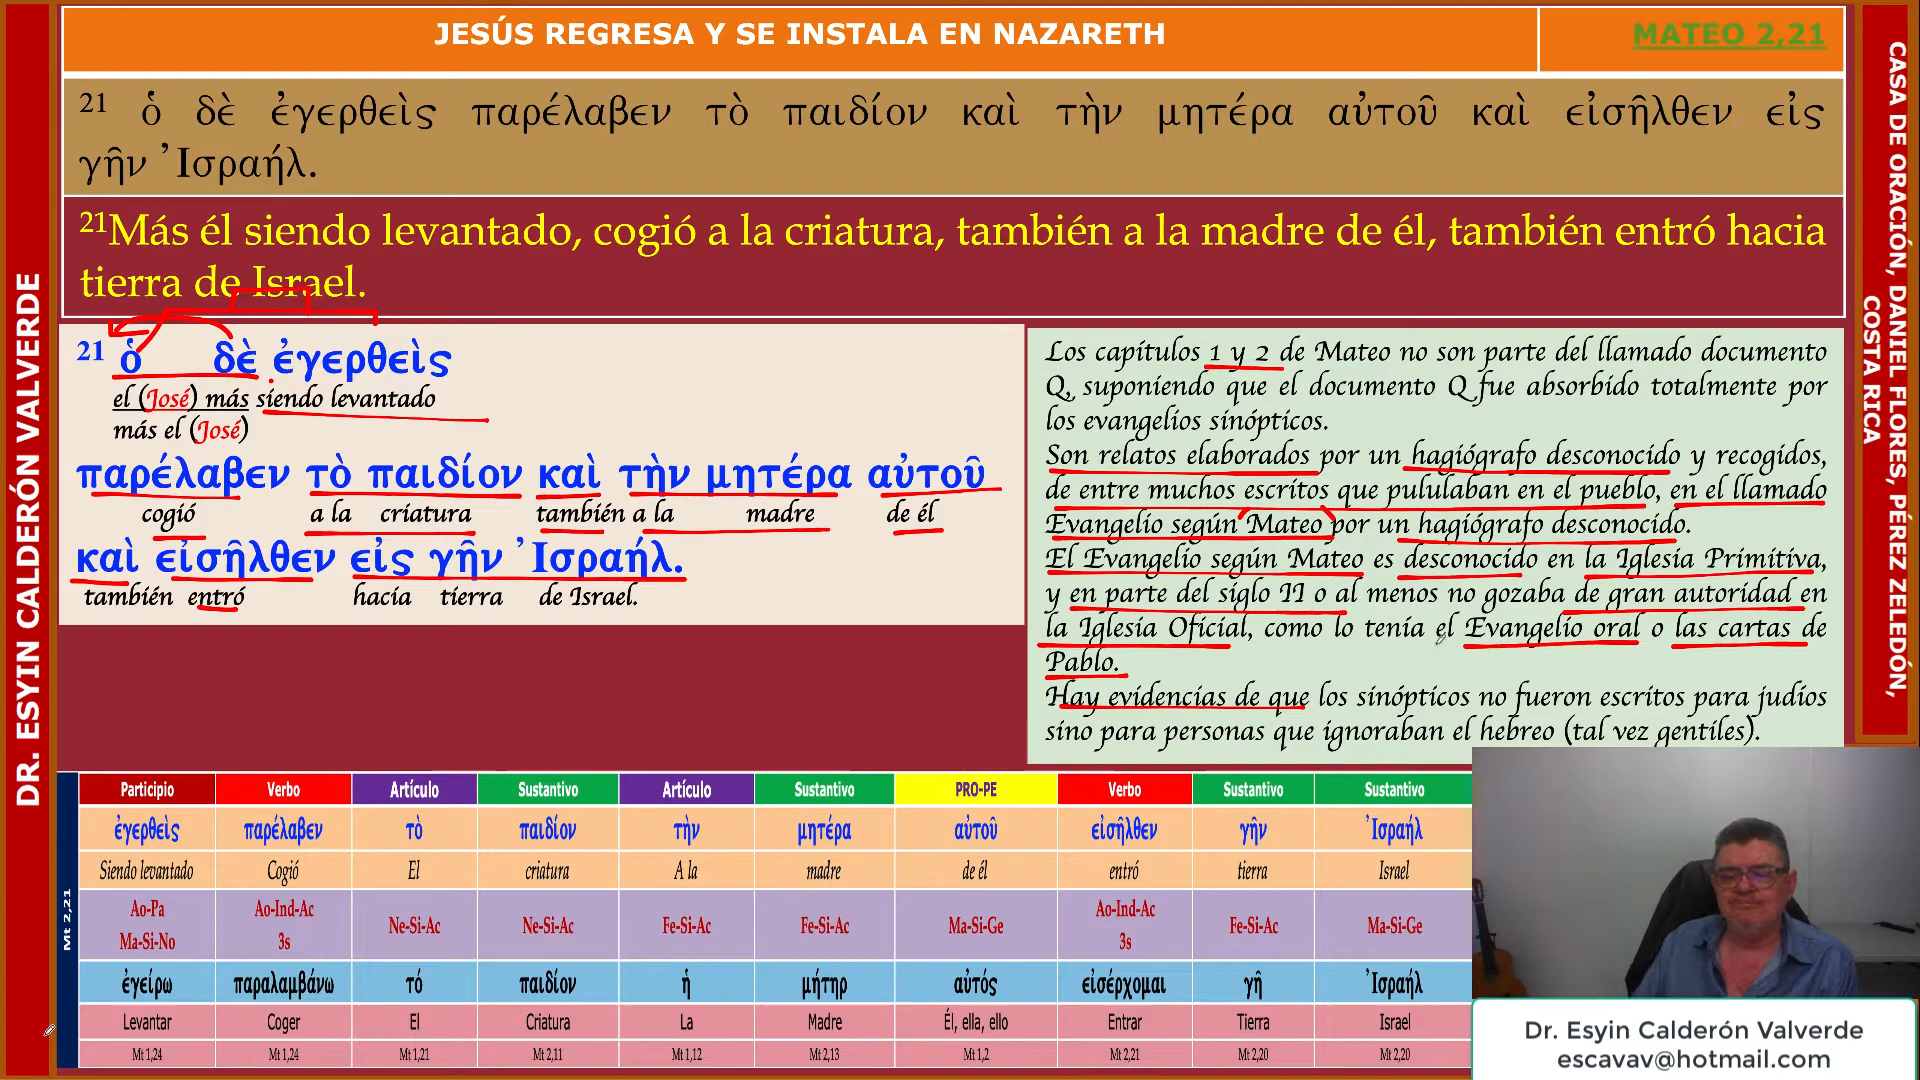 JESÚS REGRESA Y SE INSTALA EN NAZARETH
MATEO 2,21
21 ὁ δὲ ἐγερθεὶς παρέλαβεν τὸ παιδίον καὶ τὴν μητέρα αὐτοῦ καὶ εἰσῆλθεν εἰς
γῆν Ἰσραήλ.
21Más él siendo levantado, cogió a la criatura, también a la madre de él, también entró hacia
tierra de Israel.
21 ὁ δὲ ἐγερθεὶς
el (José) más siendo levantado
más el (José)
παρέλαβεν τὸ παιδίον καὶ τὴν μητέρα αὐτοῦ
cogió a la criatura también a la madre de él
καὶ εἰσῆλθεν εἰς γῆν Ἰσραήλ.
también entró hacia tierra de Israel.
Los capítulos 1 y 2 de Mateo no son parte del llamado documento
Q, suponiendo que el documento Q fue absorbido totalmente por
los evangelios sinópticos.
Son relatos elaborados por un hagiógrafo desconocido y recogidos,
de entre muchos escritos que pululaban en el pueblo, en el llamado
Evangelio según Mateo por un hagiógrafo desconocido.
El Evangelio según Mateo es desconocido en la Iglesia Primitiva,
y en parte del siglo II o al menos no gozaba de gran autoridad en
la Iglesia Oficial, como lo tenía el Evangelio oral o las cartas de
Pablo.
Hay evidencias de que los sinópticos no fueron escritos para judios
sino para personas que ignoraban el hebreo (tal vez gentiles).
Mt 2,21
Participio Verbo Artículo Sustantivo Artículo Sustantivo PRO-PE Verbo Sustantivo Sustantivo
ἐγερθεὶς παρέλαβεν τὸ παιδίον τὴν μητέρα αὐτοῦ εἰσῆλθεν γῆν Ἰσραήλ
Siendo levantado Cogió El criatura A la madre de él entró tierra Israel
Ao-Pa Ao-Ind-Ac Ne-Si-Ac Ne-Si-Ac Fe-Si-Ac Fe-Si-Ac Ma-Si-Ge Ao-Ind-Ac Fe-Si-Ac Ma-Si-Ge
Ma-Si-No 3s 3s
ἐγείρω παραλαμβάνω τό παιδίον ἡ μήτηρ αὐτός εἰσέρχομαι γῆ Ἰσραήλ
Levantar Coger El Criatura La Madre Él, ella, ello Entrar Tierra Israel
Mt 1,24 Mt 1,24 Mt 1,21 Mt 2,11 Mt 1,12 Mt 2,13 Mt 1,2 Mt 2,21 Mt 2,20 Mt 2,20
DR. ESYIN CALDERÓN VALVERDE
CASA DE ORACIÓN, DANIEL FLORES, PÉREZ ZELEDÓN,
COSTA RICA
Dr. Esyin Calderón Valverde
escavav@hotmail.com